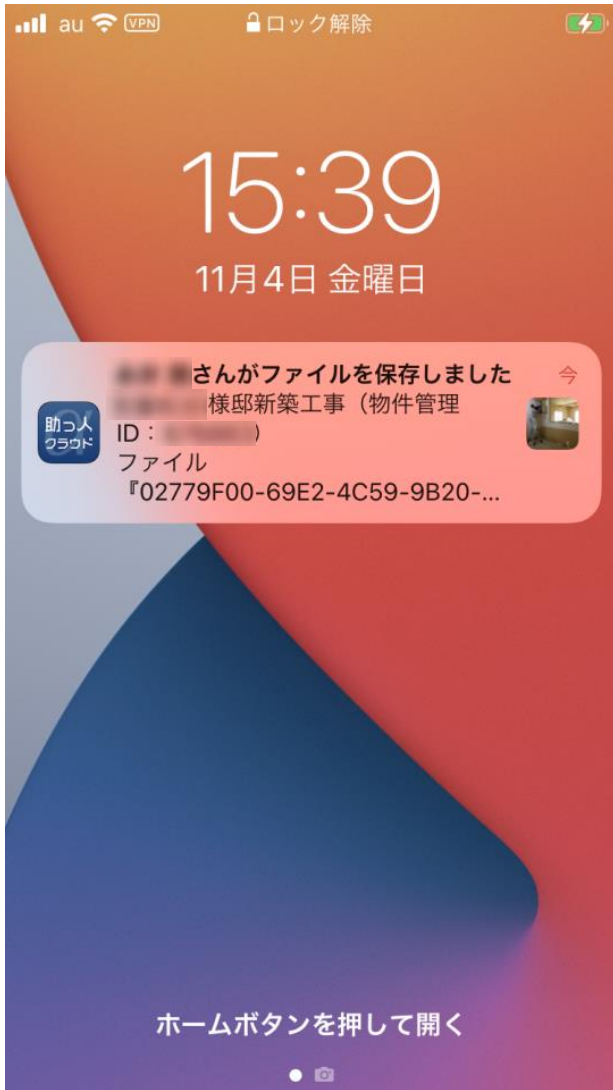 au VPN ロック解除
15:39
11月4日 金曜日
さんがファイルを保存しました 今
様邸新築工事（物件管理
ID： ）
ファイル
『02779F00-69E2-4C59-9B20-...
助っ人
クラウド
ホームボタンを押して開く